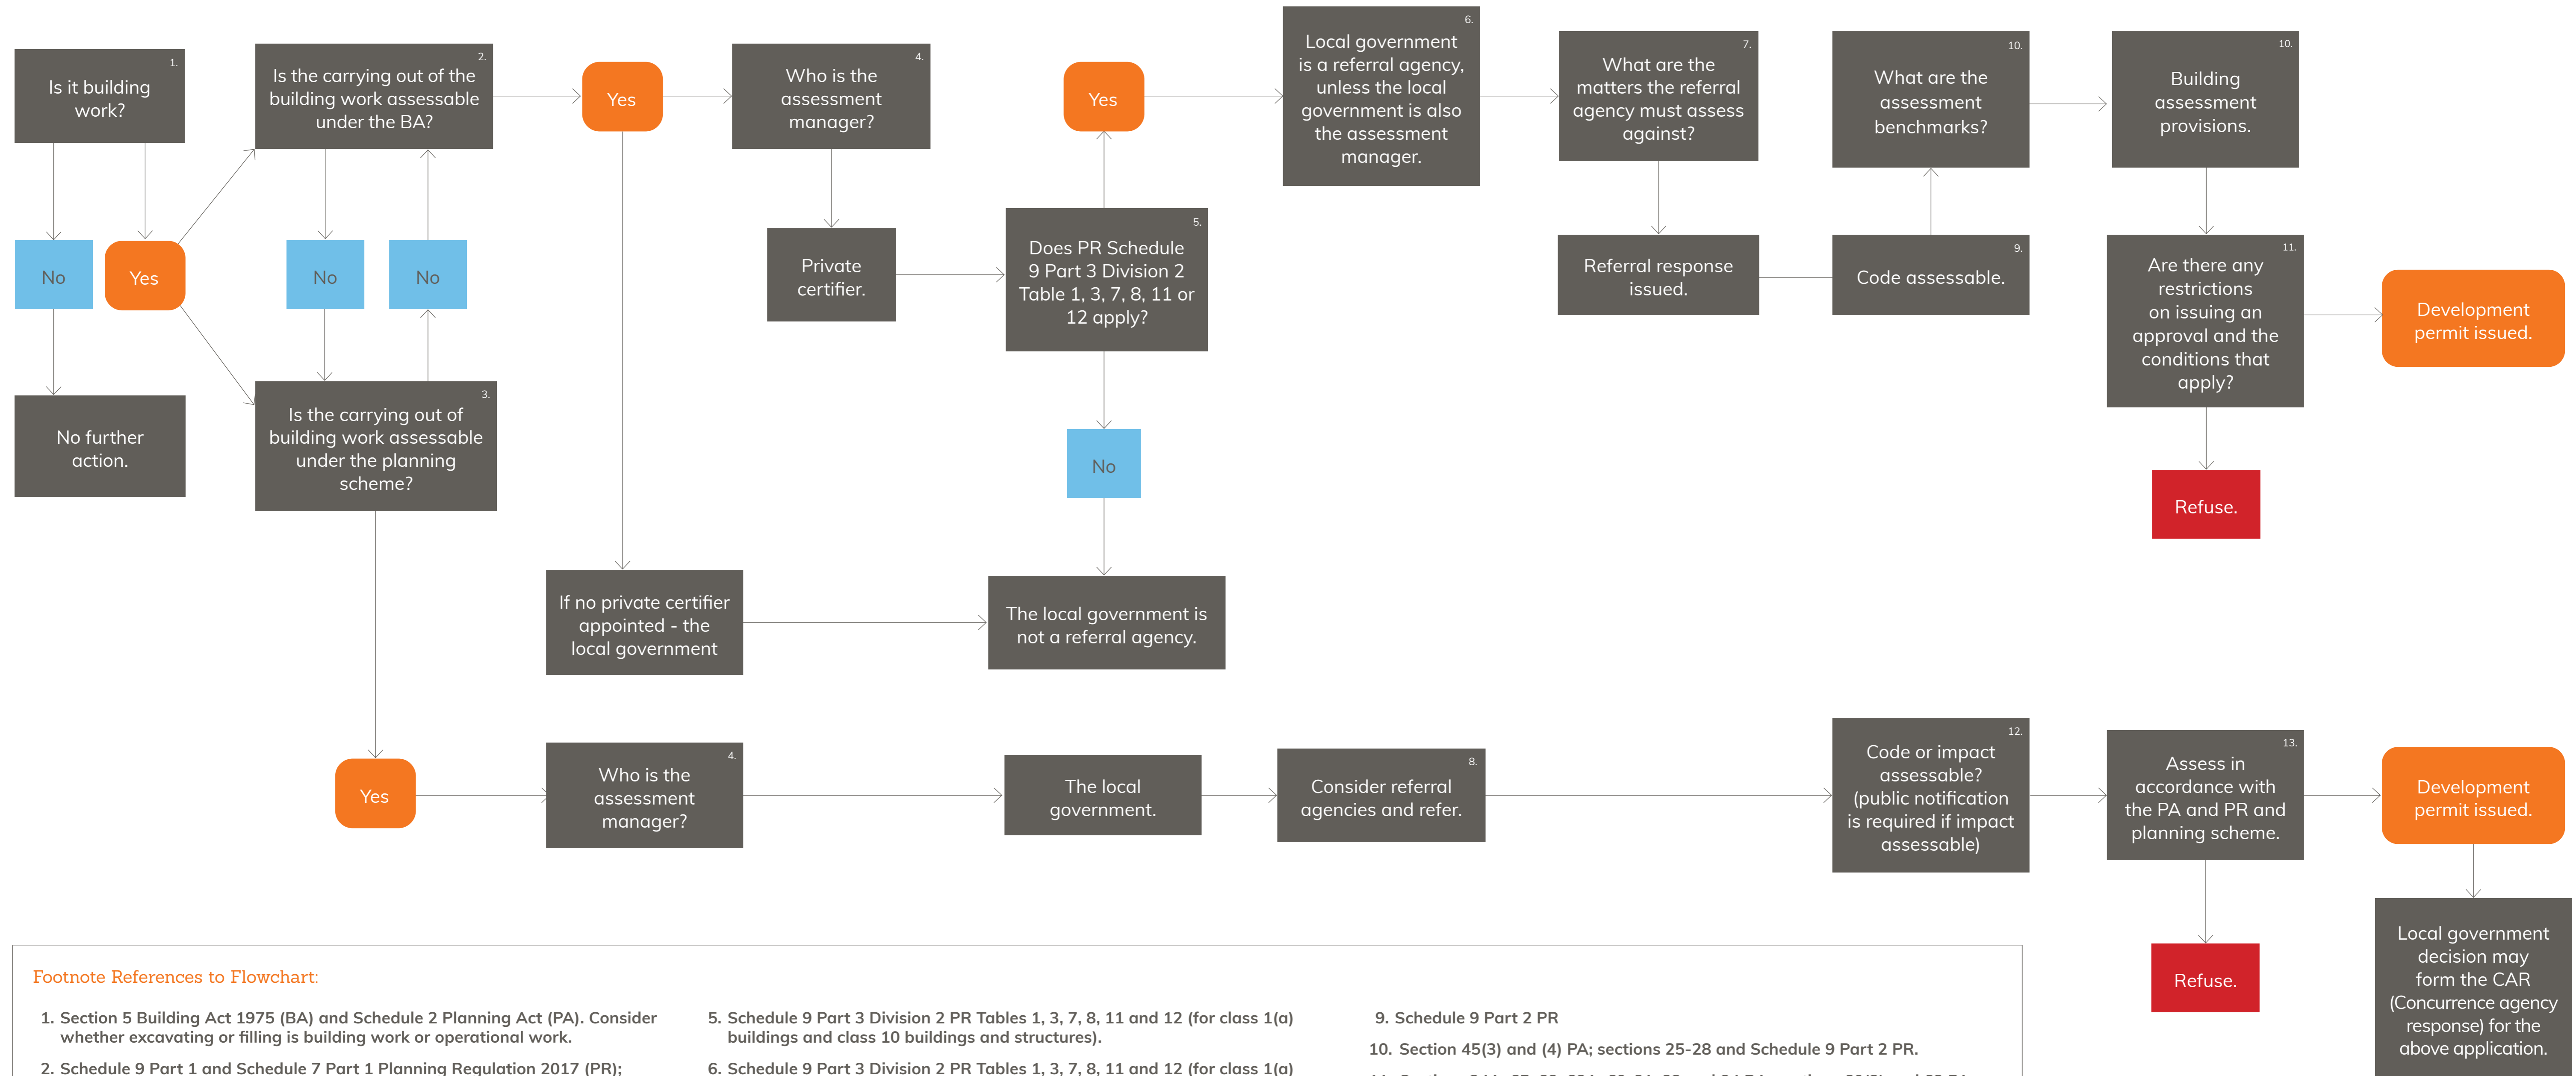 1.
Is it building
work?
2.
Is the carrying out of the
building work assessable
under the BA?
Yes
4.
Who is the
assessment
manager?
Yes
6.
Local government
is a referral agency,
unless the local
government is also
the assessment
manager.
7.
What are the
matters the referral
agency must assess
against?
10.
What are the
assessment
benchmarks?
10.
Building
assessment
provisions.
No
Yes
No
No
Private
certifier.
5.
Does PR Schedule
9 Part 3 Division 2
Table 1, 3, 7, 8, 11 or
12 apply?
Referral response
issued.
9.
Code assessable.
11.
Are there any
restrictions
on issuing an
approval and the
conditions that
apply?
Development
permit issued.
No further
action.
3.
Is the carrying out of
building work assessable
under the planning
scheme?
No
Refuse.
If no private certifier
appointed - the
local government
The local government is
not a referral agency.
Yes
4.
Who is the
assessment
manager?
The local
government.
8.
Consider referral
agencies and refer.
12.
Code or impact
assessable?
(public notification
is required if impact
assessable)
13.
Assess in
accordance with
the PA and PR and
planning scheme.
Development
permit issued.
Refuse.
Local government
decision may
form the CAR
(Concurrence agency
response) for the
above application.
Footnote References to Flowchart:
1. Section 5 Building Act 1975 (BA) and Schedule 2 Planning Act (PA). Consider
whether excavating or filling is building work or operational work.
2. Schedule 9 Part 1 and Schedule 7 Part 1 Planning Regulation 2017 (PR);
5. Schedule 9 Part 3 Division 2 PR Tables 1, 3, 7, 8, 11 and 12 (for class 1(a)
buildings and class 10 buildings and structures).
6. Schedule 9 Part 3 Division 2 PR Tables 1, 3, 7, 8, 11 and 12 (for class 1(a)
9. Schedule 9 Part 2 PR
10. Section 45(3) and (4) PA; sections 25-28 and Schedule 9 Part 2 PR.